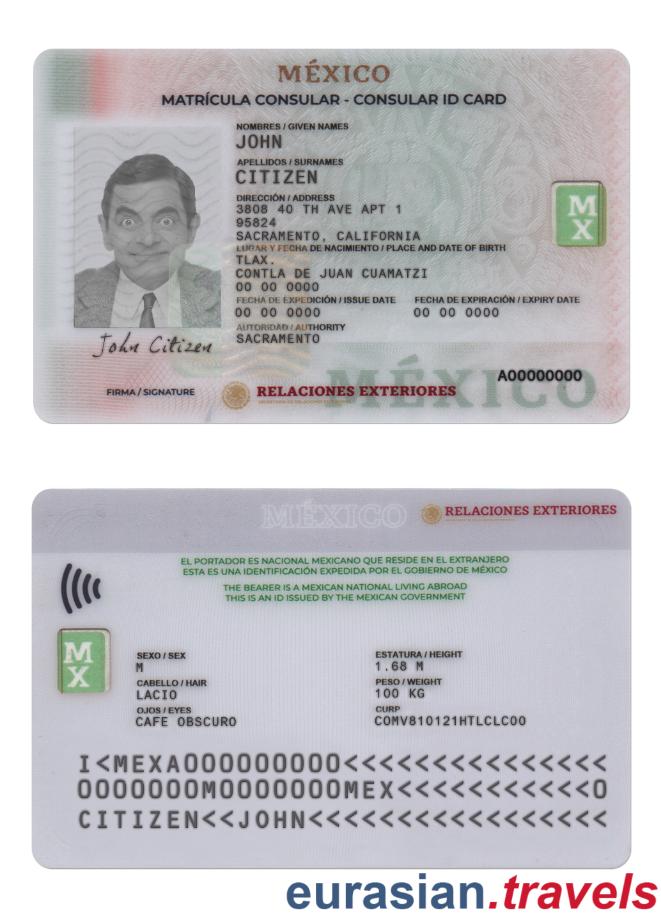 MÉXICO
MATRÍCULA CONSULAR - CONSULAR ID CARD
NOMBRES / GIVEN NAMES
JOHN
APELLIDOS / SURNAMES
CITIZEN
DIRECCIÓN / ADDRESS
3808 40 TH AVE APT 1
95824
SACRAMENTO, CALIFORNIA
LUGAR Y FECHA DE NACIMIENTO / PLACE AND DATE OF BIRTH
TLAX.
CONTLA DE JUAN CUAMATZI
00 00 0000
FECHA DE EXPEDICIÓN / ISSUE DATE FECHA DE EXPIRACIÓN / EXPIRY DATE
00 00 0000 00 00 0000
AUTORIDAD / AUTHORITY
SACRAMENTO
MX
John Citizen
FIRMA / SIGNATURE
RELACIONES EXTERIORES
MÉXICO
A00000000
MÉXICO
RELACIONES EXTERIORES
EL PORTADOR ES NACIONAL MEXICANO QUE RESIDE EN EL EXTRANJERO
ESTA ES UNA IDENTIFICACIÓN EXPEDIDA POR EL GOBIERNO DE MÉXICO
THE BEARER IS A MEXICAN NATIONAL LIVING ABROAD
THIS IS AN ID ISSUED BY THE MEXICAN GOVERNMENT
MX
SEXO / SEX ESTATURA / HEIGHT
M 1.68 M
CABELLO / HAIR PESO / WEIGHT
LACIO 100 KG
OJOS / EYES CURP
CAFE OBSCURO COMV810121HTLCLC00
I<MEXA000000000<<<<<<<<<<<<<<<
0000000M0000000MEX<<<<<<<<<<<0
CITIZEN<<JOHN<<<<<<<<<<<<<<<<<
eurasian.travels